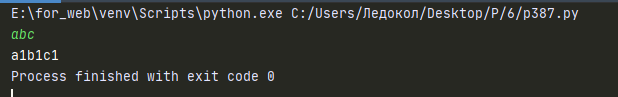 E:\for_web\venv\Scripts\python.exe C:/Users/Ледокол/Desktop/P/6/p387.py
abc
a1b1c1
Process finished with exit code 0